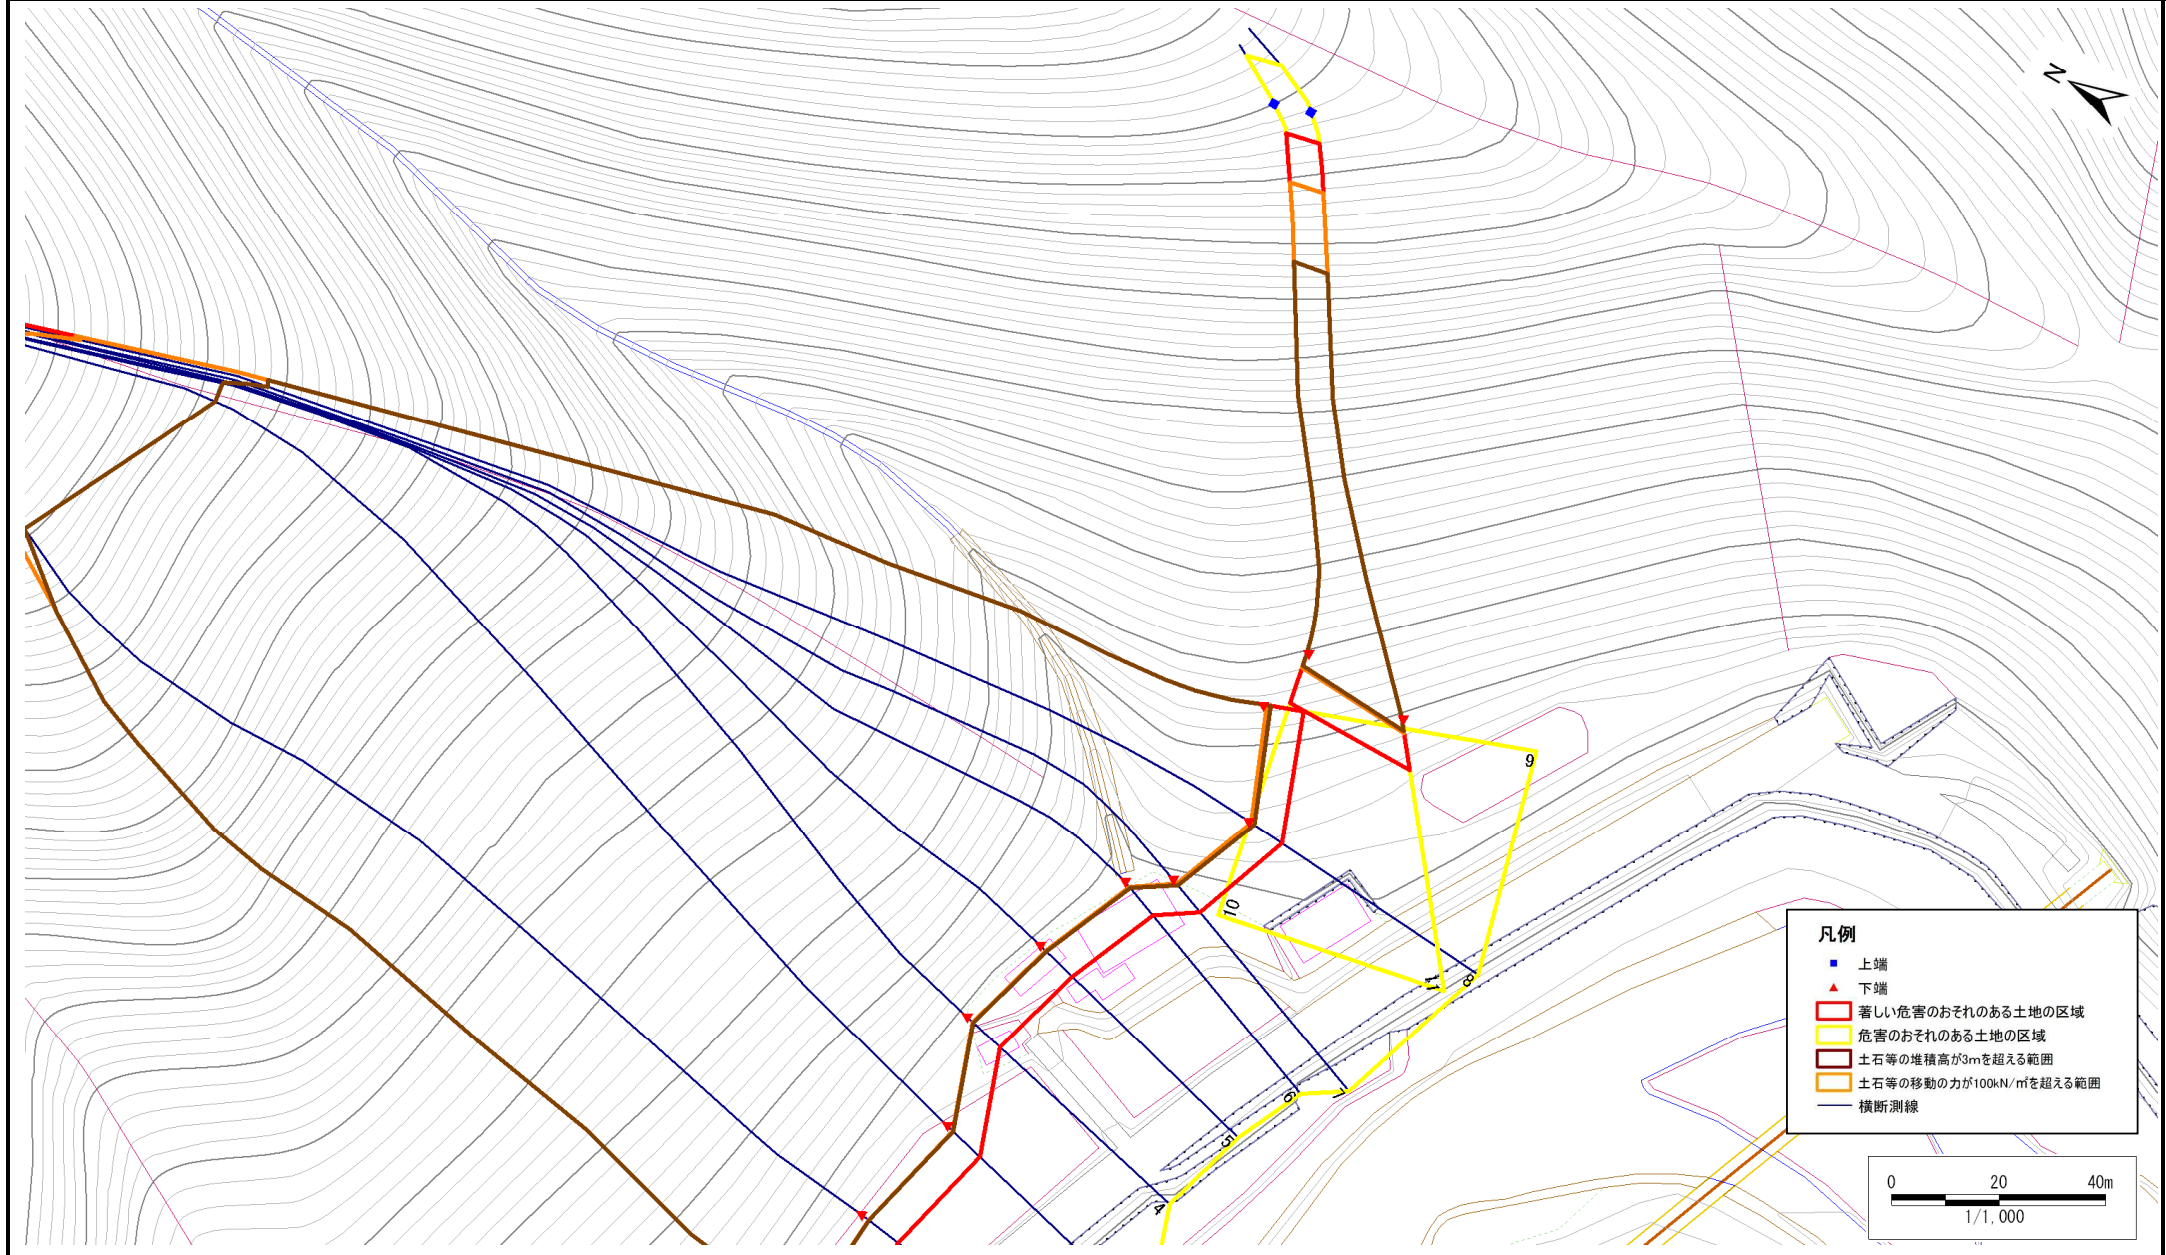 N
9
10
11
8
7
6
5
4
凡例
上端
下端
著しい危害のおそれのある土地の区域
危害のおそれのある土地の区域
土石等の堆積高が3mを超える範囲
土石等の移動の力が100kN/㎡を超える範囲
横断測線
0 20 40m
1/1,000